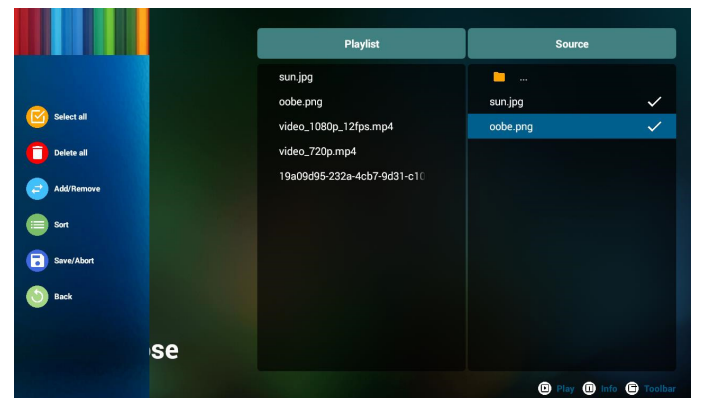 Select all
Delete all
Add/Remove
Sort
Save/Abort
Back
se
Playlist
sun.jpg
oobe.png
video_1080p_12fps.mp4
video_720p.mp4
19a09d95-232a-4cb7-9d31-c10
Source
...
sun.jpg
oobe.png
Play Info Toolbar